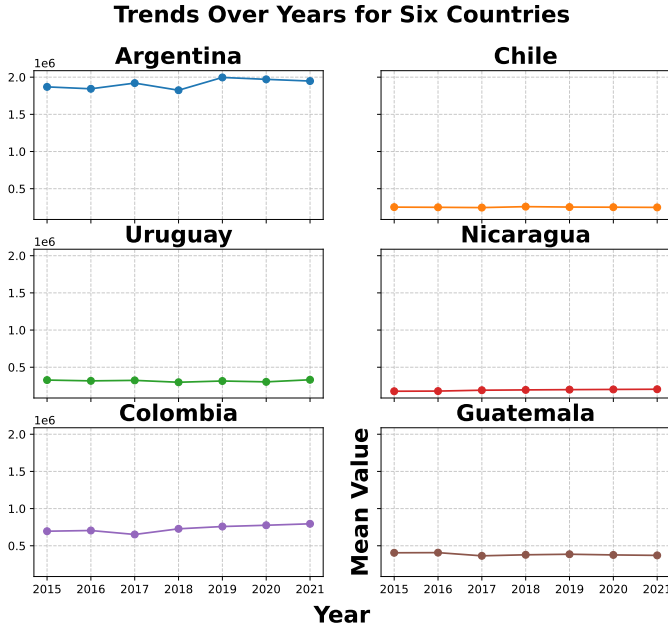 Trends Over Years for Six Countries
Argentina
Chile
1e6
2.0
1.5
1.0
0.5
Uruguay
Nicaragua
1e6
2.0
1.5
1.0
0.5
Colombia
Guatemala
1e6
2.0
1.5
1.0
0.5
Mean Value
2015 2016 2017 2018 2019 2020 2021
2015 2016 2017 2018 2019 2020 2021
Year